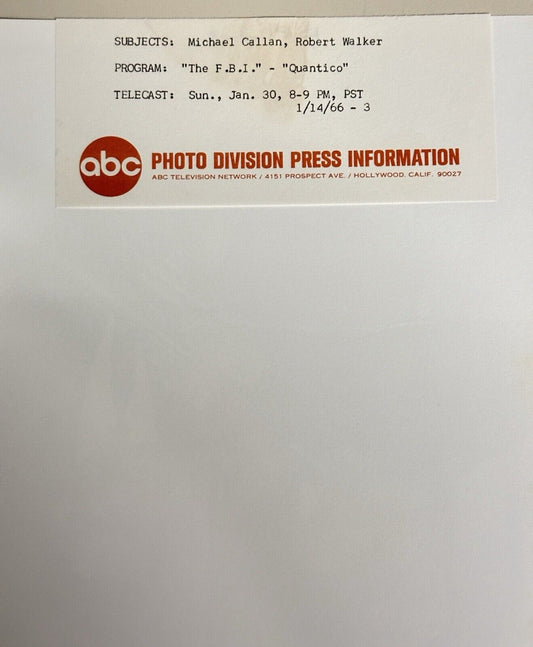 SUBJECTS: Michael Callan, Robert Walker
PROGRAM: "The F.B.I." - "Quantico"
TELECAST: Sun., Jan. 30, 8-9 PM, PST
1/14/66 - 3
abc PHOTO DIVISION PRESS INFORMATION
ABC TELEVISION NETWORK / 4151 PROSPECT AVE. / HOLLYWOOD, CALIF. 90027